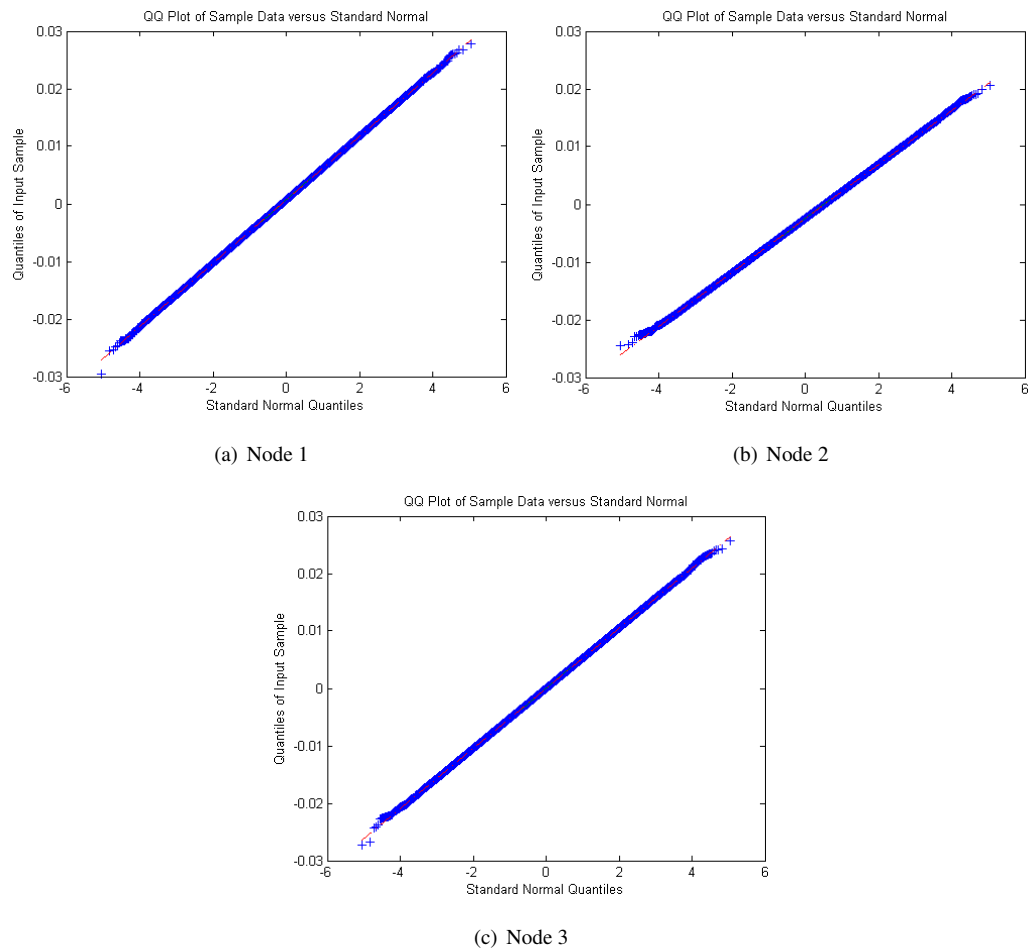 QQ Plot of Sample Data versus Standard Normal
0.03
0.02
0.01
0
-0.01
-0.02
-0.03
Quantiles of Input Sample
-6 -4 -2 0 2 4 6
Standard Normal Quantiles
(a) Node 1
QQ Plot of Sample Data versus Standard Normal
0.03
0.02
0.01
0
-0.01
-0.02
-0.03
Quantiles of Input Sample
-6 -4 -2 0 2 4 6
Standard Normal Quantiles
(b) Node 2
QQ Plot of Sample Data versus Standard Normal
0.03
0.02
0.01
0
-0.01
-0.02
-0.03
Quantiles of Input Sample
-6 -4 -2 0 2 4 6
Standard Normal Quantiles
(c) Node 3